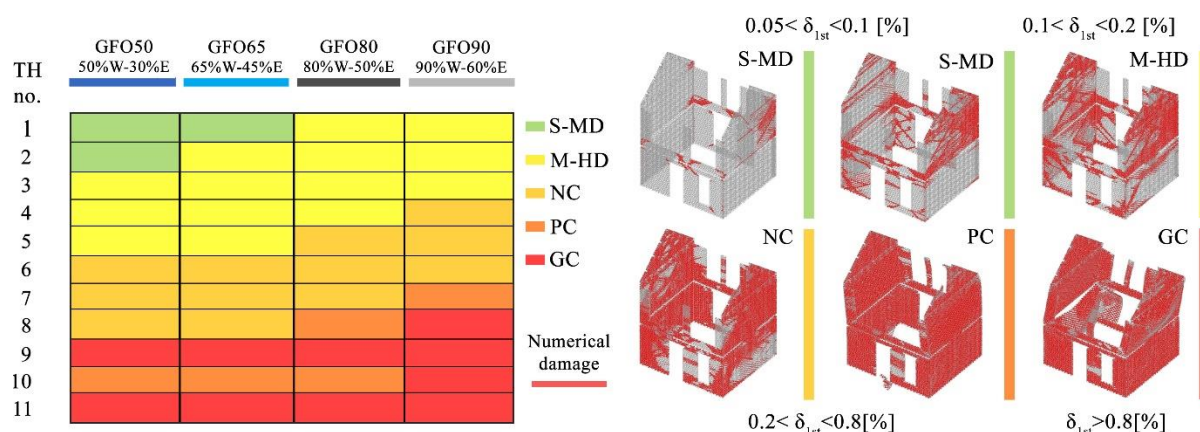 GFO50 GFO65 GFO80 GFO90
TH 50%W-30%E 65%W-45%E 80%W-50%E 90%W-60%E
no.
1
2
3
4
5
6
7
8
9
10
11
S-MD
M-HD
NC
PC
GC
Numerical
damage
0.05< δ1st <0.1 [%] 0.1< δ1st <0.2 [%]
S-MD S-MD M-HD
NC PC GC
0.2< δ1st <0.8[%] δ1st >0.8[%]